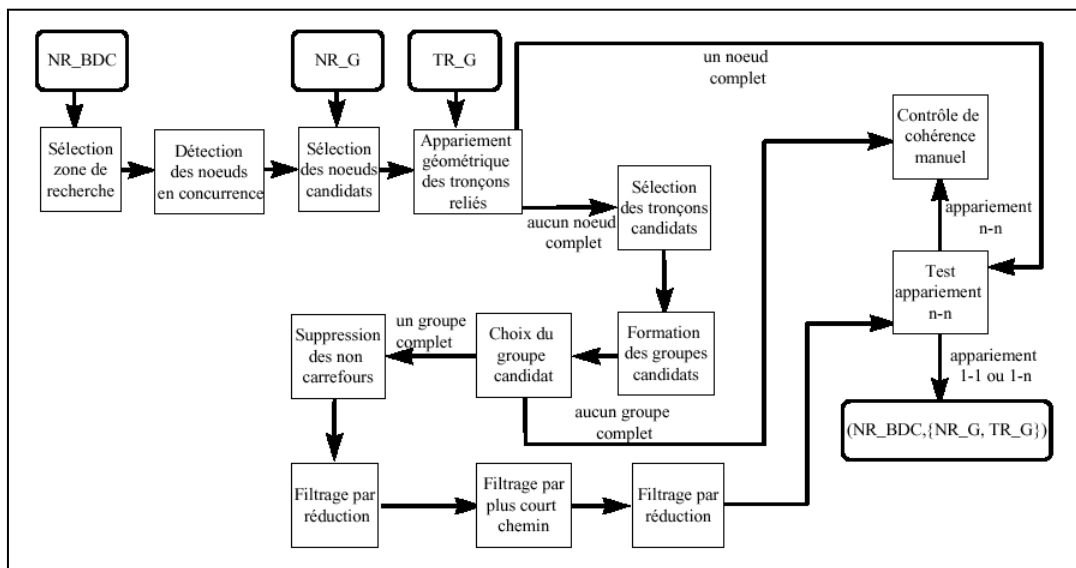 NR_BDC
NR_G
TR_G
un noeud
complet
Sélection
zone de
recherche
Détection
des noeuds
en concurrence
Sélection
des noeuds
candidats
Appariement
géométrique
des tronçons
reliés
Contrôle de
cohérence
manuel
aucun noeud
complet
Sélection
des tronçons
candidats
appariement
n-n
Test
appariement
n-n
Suppression
des non
carrefours
un groupe
complet
Choix du
groupe
candidat
Formation
des groupes
candidats
appariement
1-1 ou 1-n
aucun groupe
complet
(NR_BDC,{NR_G, TR_G})
Filtrage par
réduction
Filtrage par
plus court
chemin
Filtrage par
réduction